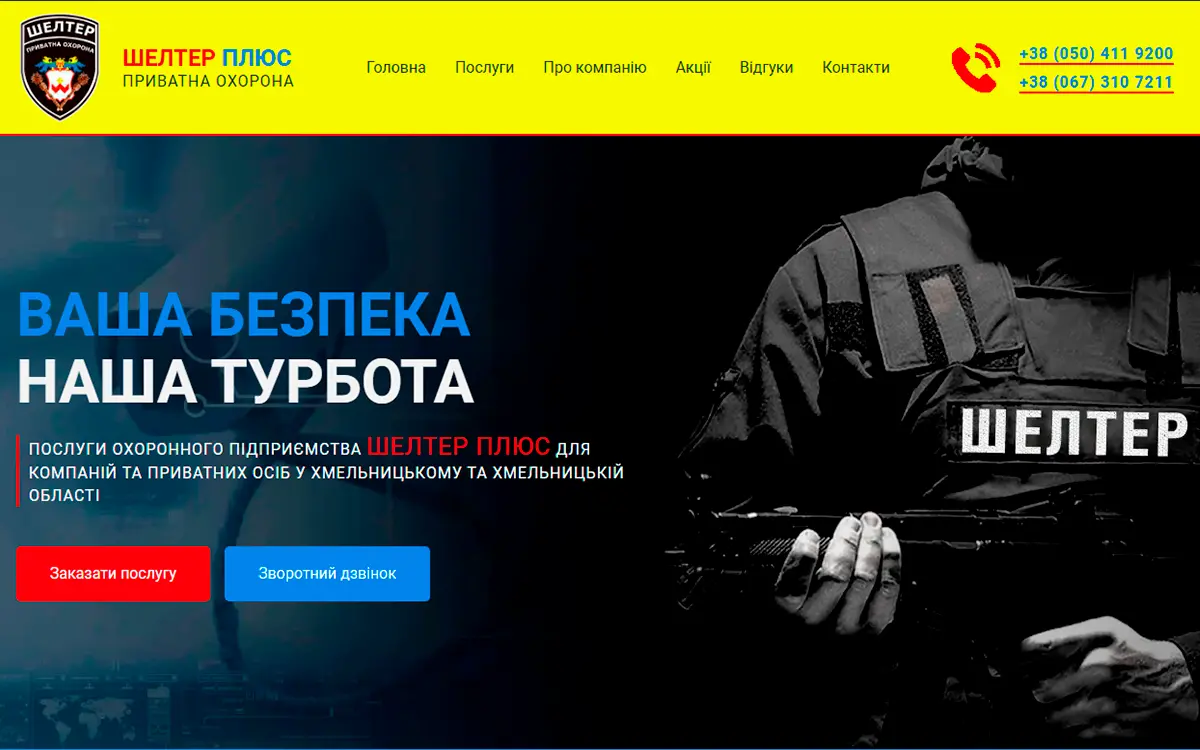 ШЕЛТЕР
ПРИВАТНА ОХОРОНА
ШЕЛТЕР ПЛЮС
ПРИВАТНА ОХОРОНА
Головна Послуги Про компанію Акції Відгуки Контакти
+38 (050) 411 9200
+38 (067) 310 7211
ВАША БЕЗПЕКА
НАША ТУРБОТА
ПОСЛУГИ ОХОРОННОГО ПІДПРИЄМСТВА ШЕЛТЕР ПЛЮС ДЛЯ
КОМПАНІЙ ТА ПРИВАТНИХ ОСІБ У ХМЕЛЬНИЦЬКОМУ ТА ХМЕЛЬНИЦЬКІЙ
ОБЛАСТІ
Заказати послугу Зворотний дзвінок
ШЕЛТЕР